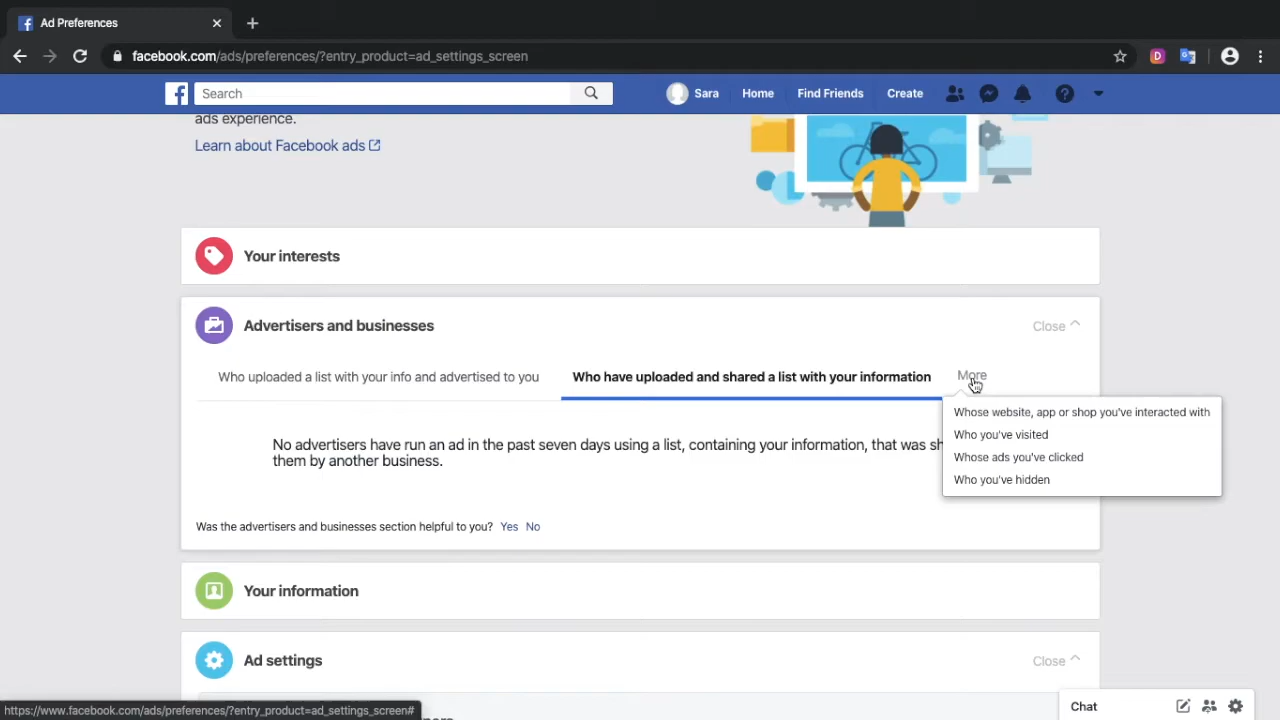 Ad Preferences
facebook.com/ads/preferences/?entry_product=ad_settings_screen
Search
Sara
Home
Find Friends
Create
ads experience.
Learn about Facebook ads
Your interests
Advertisers and businesses
Close
Who uploaded a list with your info and advertised to you
Who have uploaded and shared a list with your information
More
Whose website, app or shop you've interacted with
Who you've visited
Whose ads you've clicked
Who you've hidden
No advertisers have run an ad in the past seven days using a list, containing your information, that was sh
them by another business.
Was the advertisers and businesses section helpful to you? Yes No
Your information
Ad settings
Close
https://www.facebook.com/ads/preferences/?entry_product=ad_settings_screen#
Chat